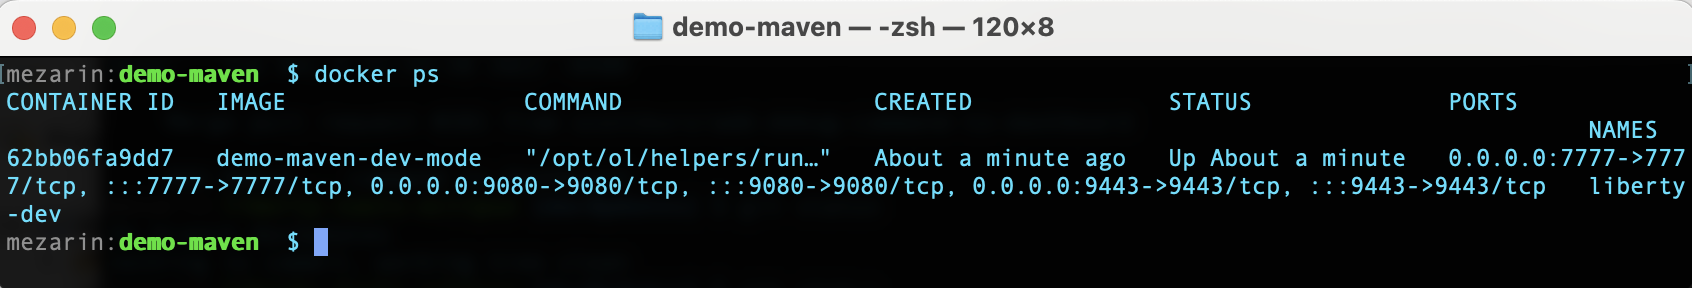 demo-maven — -zsh — 120×8
[mezarin:demo-maven  $ docker ps ]
CONTAINER ID   IMAGE                 COMMAND                  CREATED              STATUS              PORTS
NAMES
62bb06fa9dd7   demo-maven-dev-mode   "/opt/ol/helpers/run…"   About a minute ago   Up About a minute   0.0.0.0:7777->777
7/tcp, :::7777->7777/tcp, 0.0.0.0:9080->9080/tcp, :::9080->9080/tcp, 0.0.0.0:9443->9443/tcp, :::9443->9443/tcp   liberty
-dev
mezarin:demo-maven  $